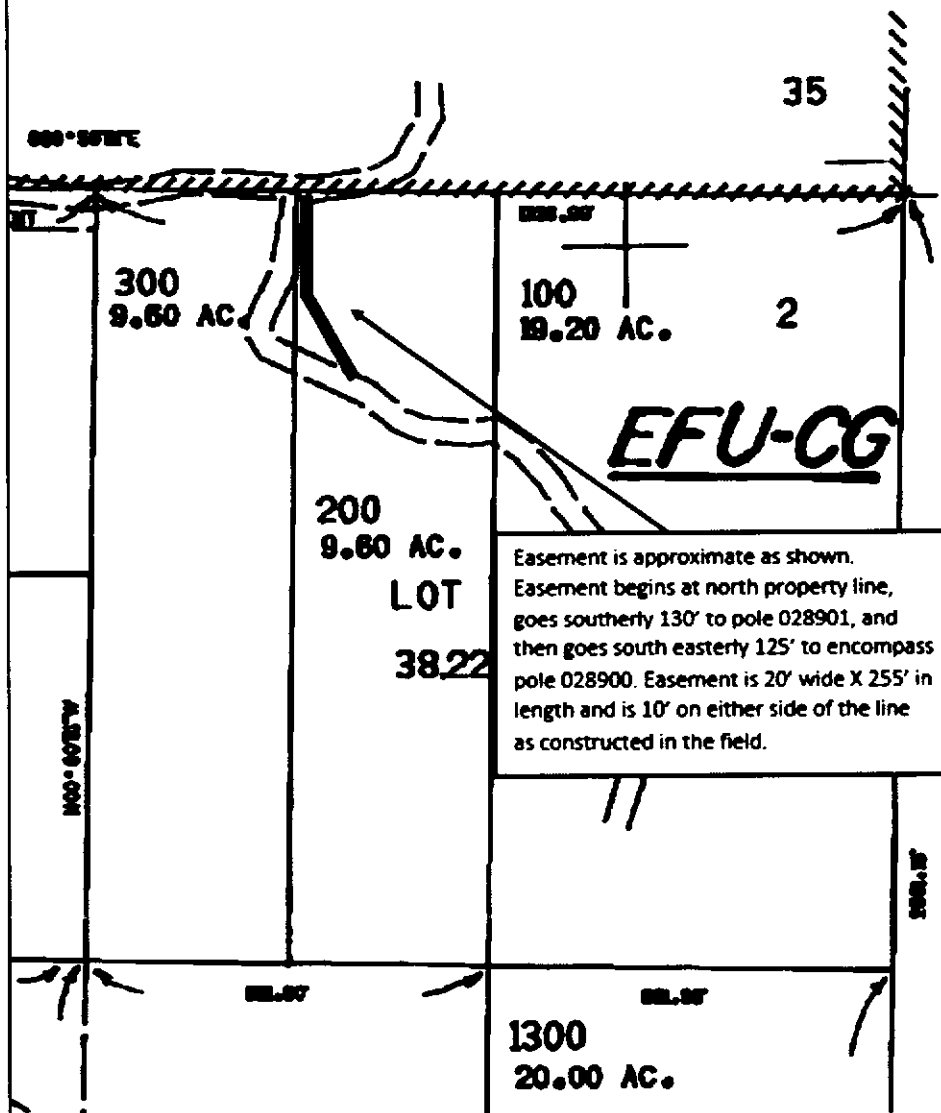 35
300
9.60 AC.
100
19.20 AC.
2
EFU-CG
200
9.60 AC.
LOT
38.22
Easement is approximate as shown.
Easement begins at north property line,
goes southerly 130' to pole 028901, and
then goes south easterly 125' to encompass
pole 028900. Easement is 20' wide X 255' in
length and is 10' on either side of the line
as constructed in the field.
1300
20.00 AC.